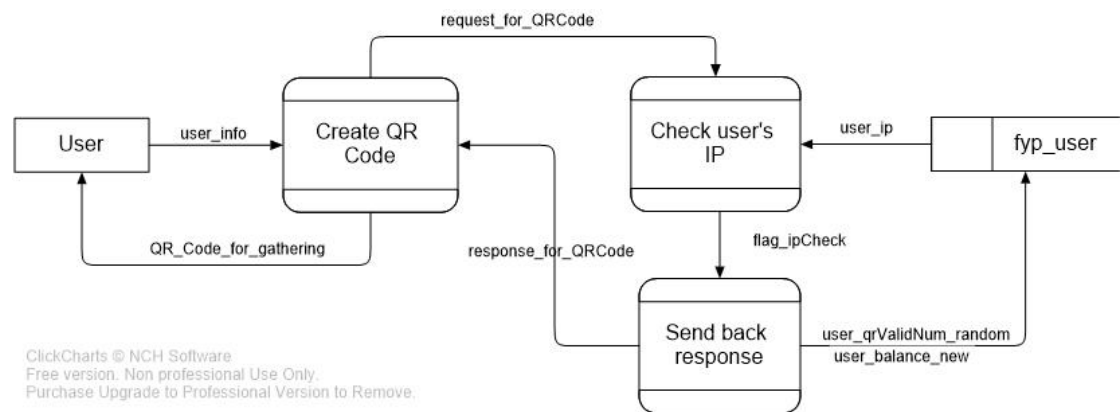 request_for_QRCode
Create QR
Code
Check user's
IP
User
user_info
user_ip
fyp_user
QR_Code_for_gathering
response_for_QRCode
flag_ipCheck
Send back
response
user_qrValidNum_random
user_balance_new
ClickCharts © NCH Software
Free version. Non professional Use Only.
Purchase Upgrade to Professional Version to Remove.